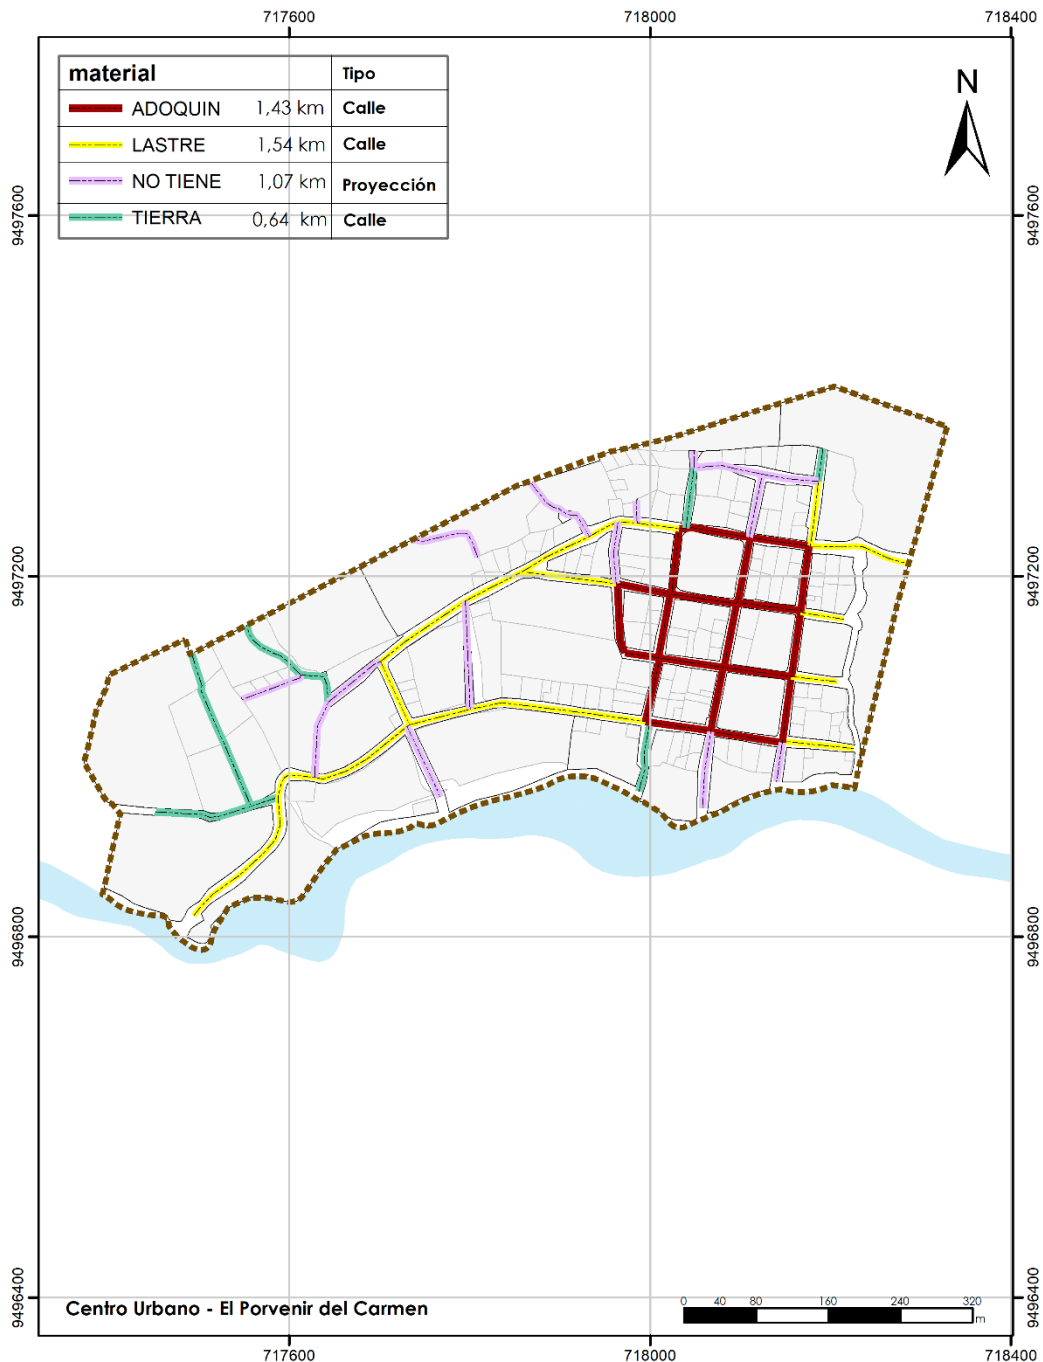 717600 718000 718400
material Tipo
ADOQUIN 1,43 km Calle
LASTRE 1,54 km Calle
NO TIENE 1,07 km Proyección
TIERRA 0,64 km Calle
N
9497600 9497600
9497200 9497200
9496800 9496800
9496400 9496400
Centro Urbano - El Porvenir del Carmen
0 40 80 160 240 320
m
717600 718000 718400